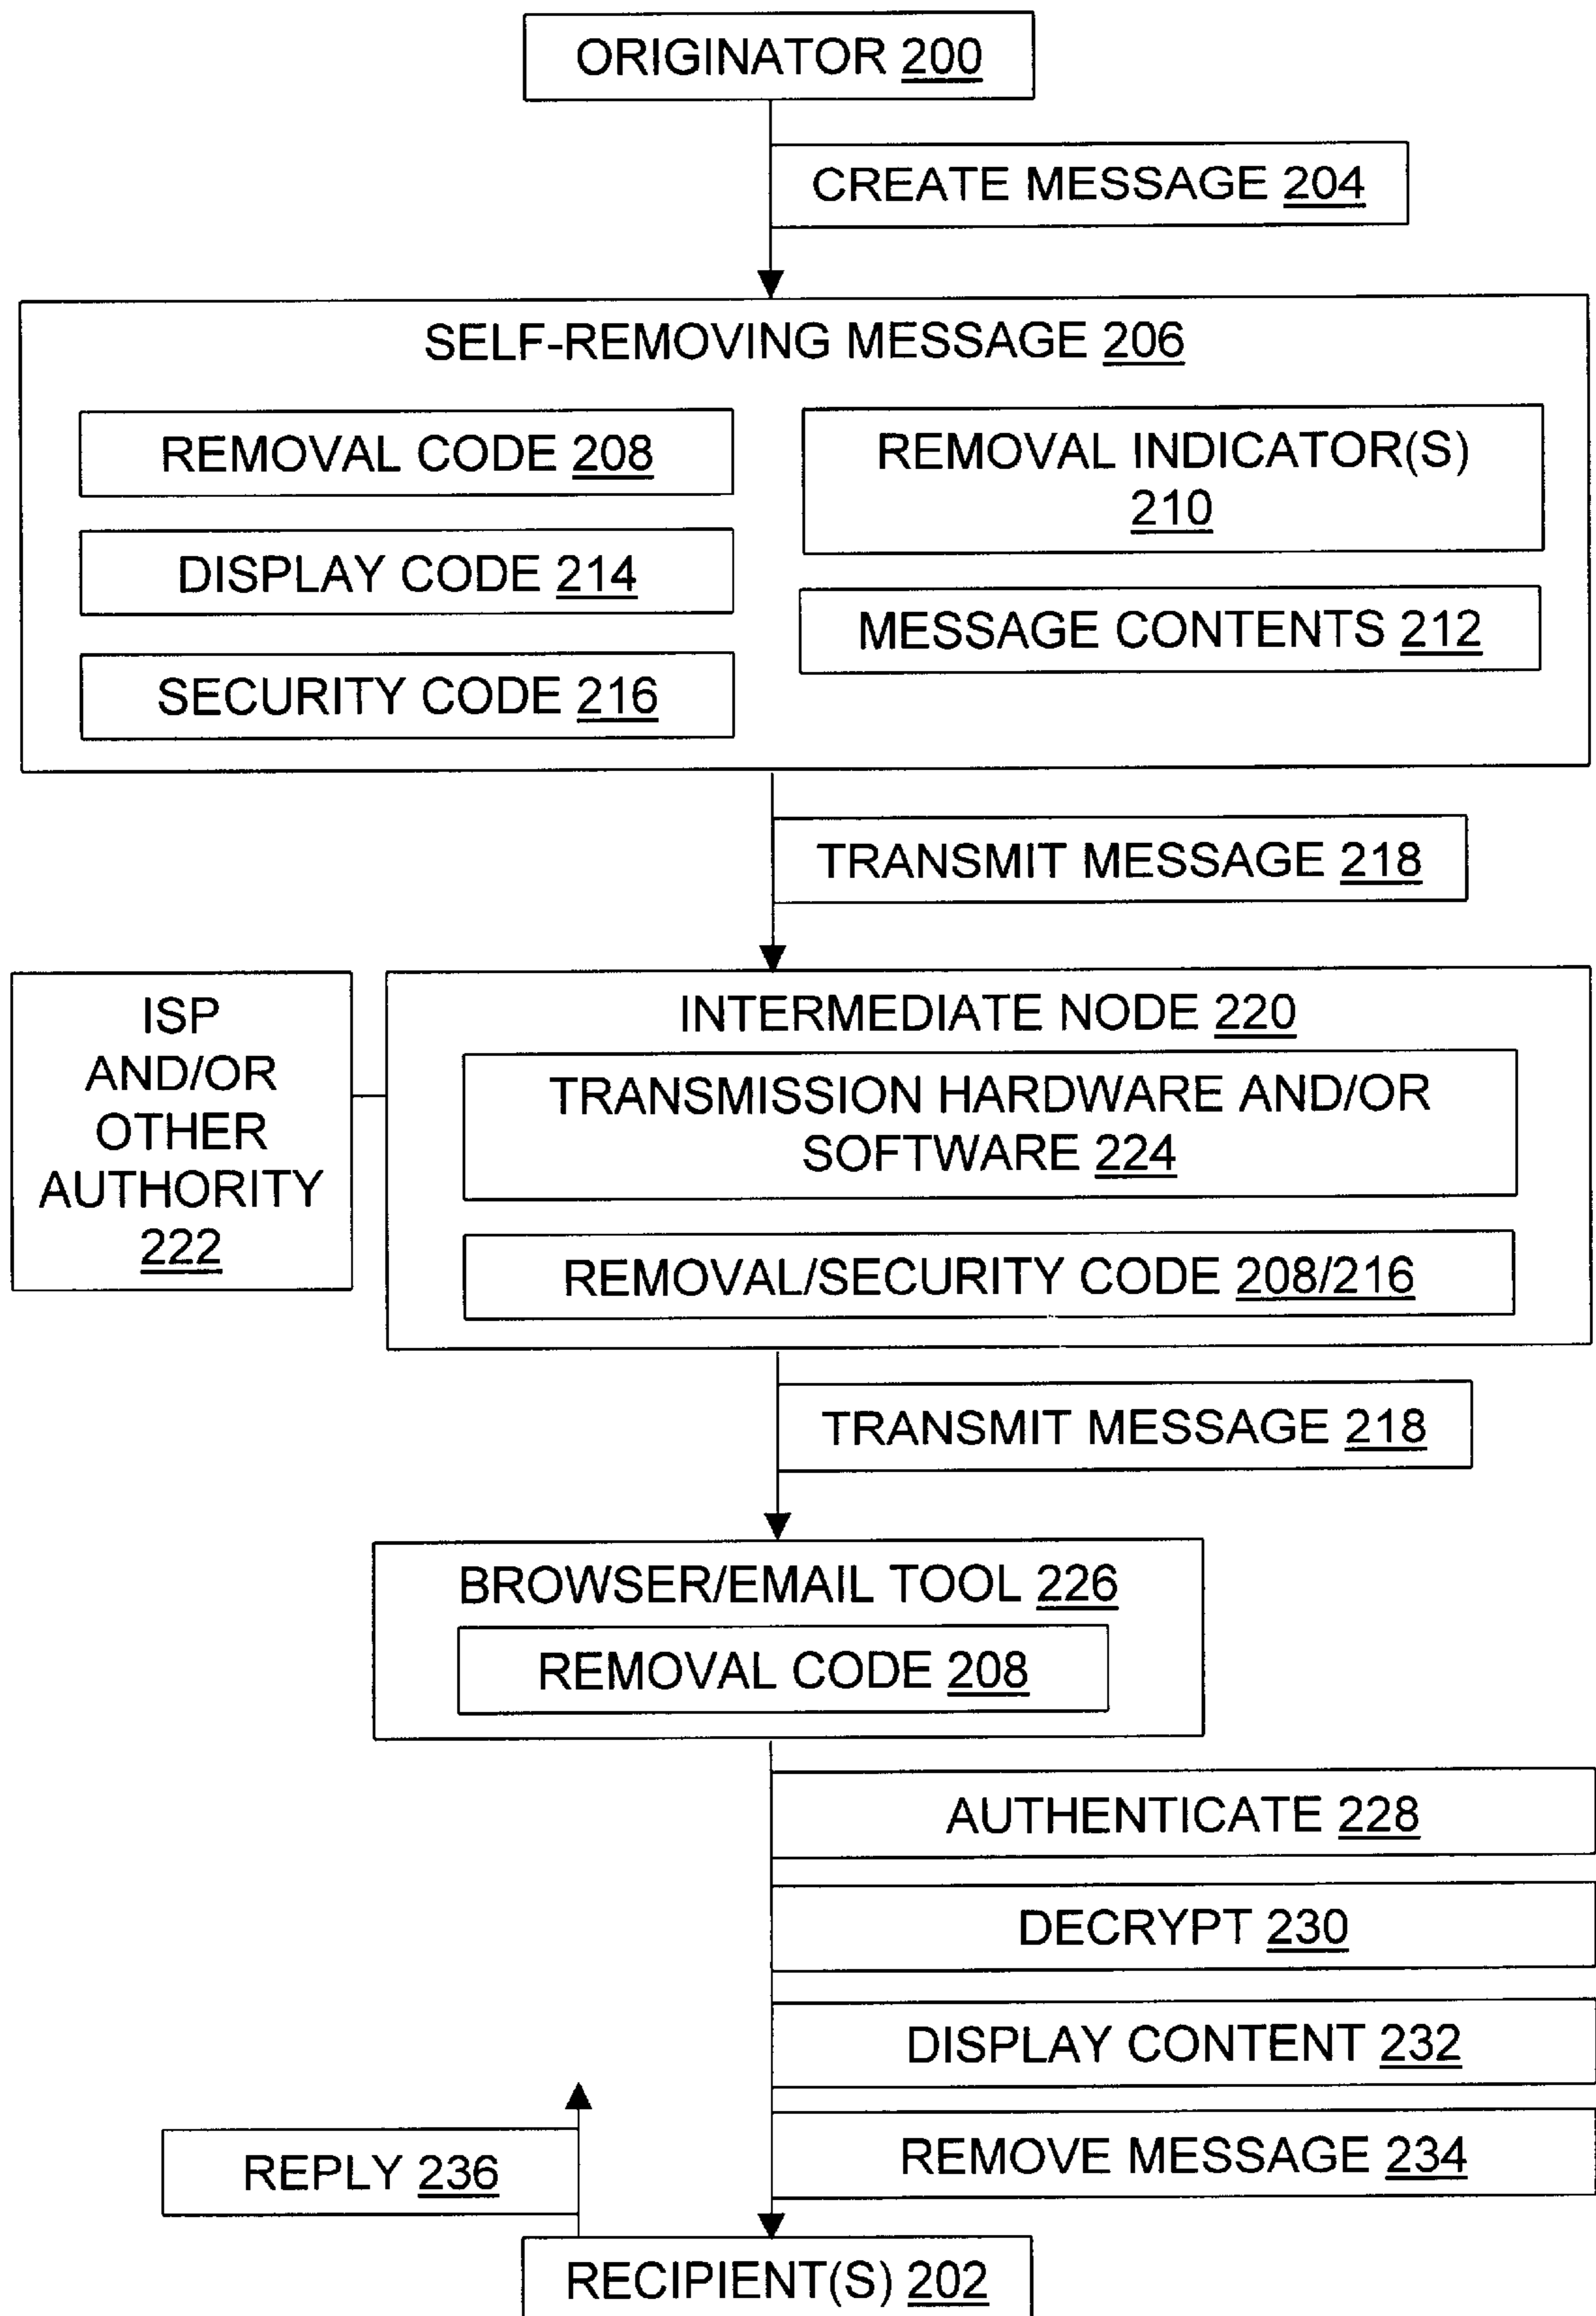 ORIGINATOR 200
CREATE MESSAGE 204
SELF-REMOVING MESSAGE 206
REMOVAL CODE 208
REMOVAL INDICATOR(S)
210
DISPLAY CODE 214
MESSAGE CONTENTS 212
SECURITY CODE 216
TRANSMIT MESSAGE 218
ISP
AND/OR
OTHER
AUTHORITY
222
INTERMEDIATE NODE 220
TRANSMISSION HARDWARE AND/OR
SOFTWARE 224
REMOVAL/SECURITY CODE 208/216
TRANSMIT MESSAGE 218
BROWSER/EMAIL TOOL 226
REMOVAL CODE 208
AUTHENTICATE 228
DECRYPT 230
DISPLAY CONTENT 232
REMOVE MESSAGE 234
REPLY 236
RECIPIENT(S) 202